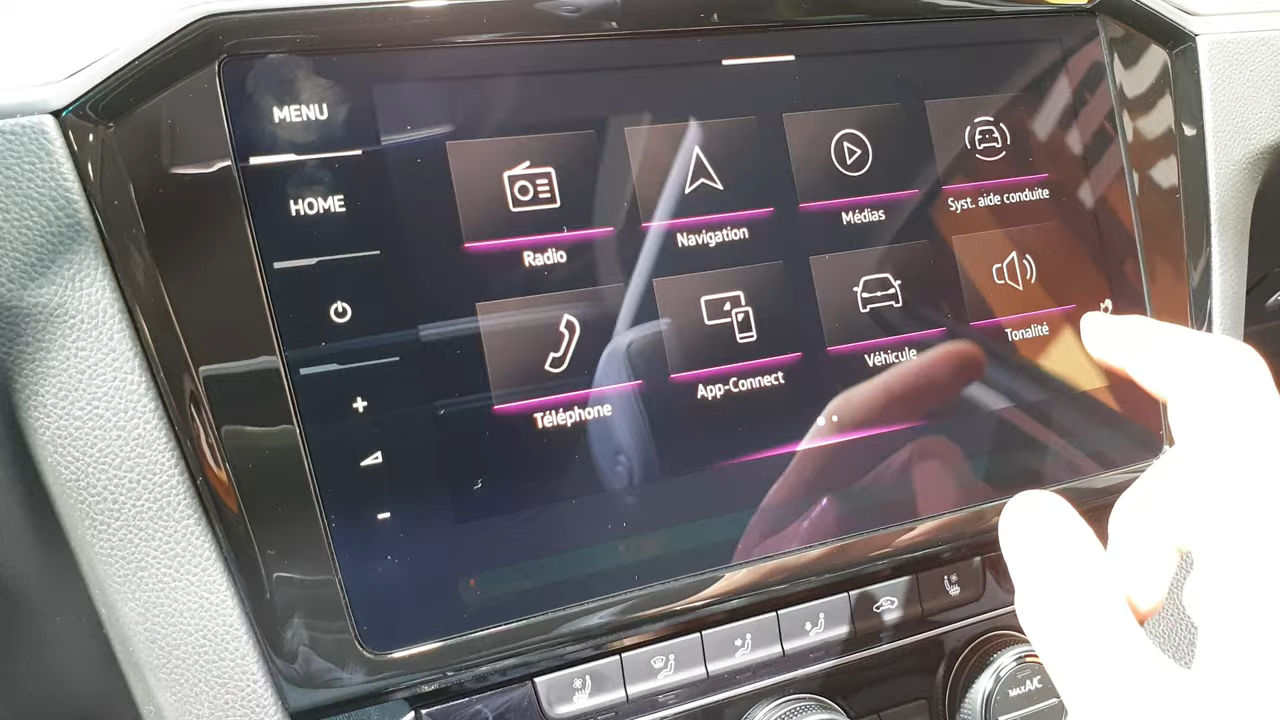 MENU
HOME
+
-
Radio
Navigation
Médias
Syst. aide conduite
Téléphone
App-Connect
Véhicule
Tonalité
MAX A/C